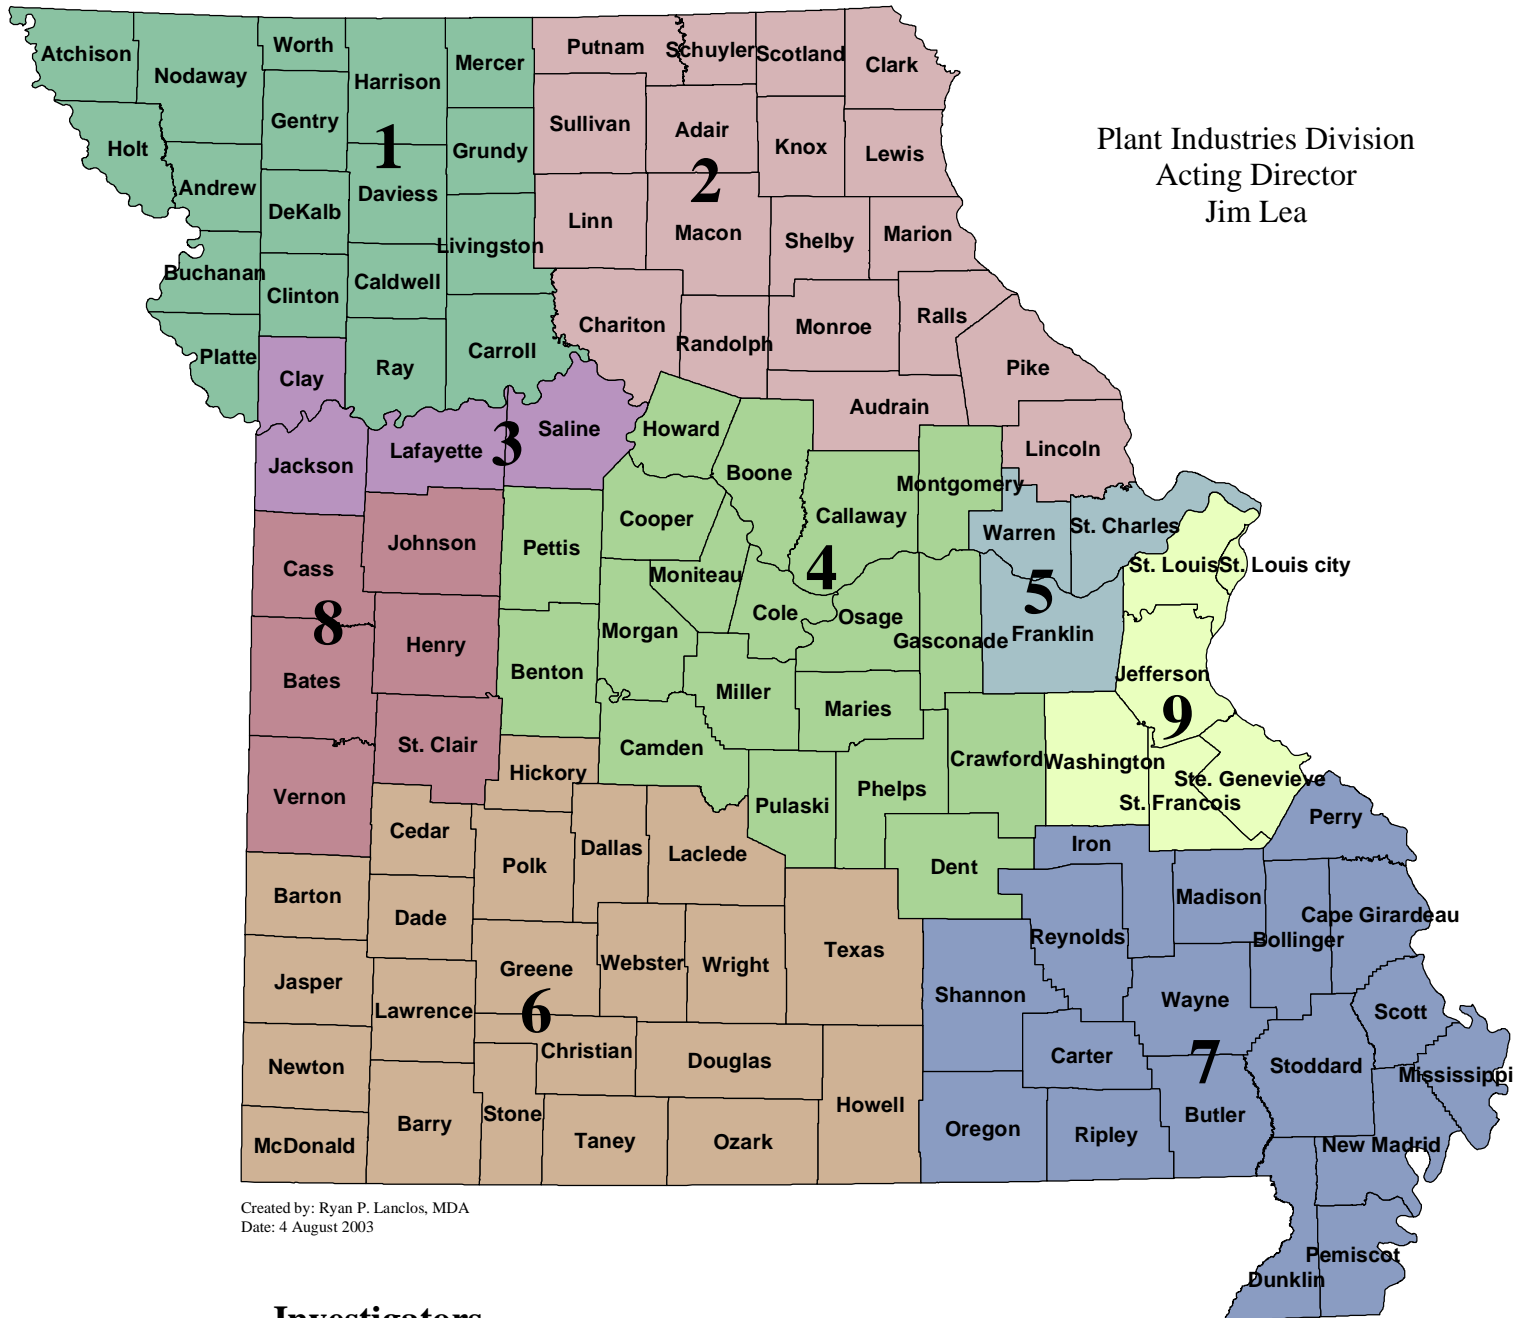 Atchison
Nodaway
Worth
Harrison
Mercer
Putnam
Schuyler
Scotland
Clark
Gentry
Holt
1
Grundy
Sullivan
Adair
Knox
Lewis
Plant Industries Division
Acting Director
Jim Lea
Andrew
DeKalb
Daviess
2
Linn
Macon
Shelby
Marion
Livingston
Buchanan
Clinton
Caldwell
Chariton
Randolph
Monroe
Ralls
Platte
Clay
Ray
Carroll
Pike
Audrain
Jackson
Lafayette
3
Saline
Howard
Boone
Lincoln
Montgomery
Cooper
Callaway
Warren
St. Charles
Cass
Johnson
Pettis
Moniteau
4
St. Louis
St. Louis city
8
5
Cole
Osage
Franklin
Henry
Morgan
Gasconade
Bates
Benton
Miller
Maries
Jefferson
9
St. Clair
Camden
Crawford
Washington
Hickory
Vernon
Pulaski
Phelps
Ste. Genevieve
St. Francois
Perry
Cedar
Polk
Dallas
Laclede
Dent
Iron
Barton
Dade
Madison
Cape Girardeau
Bollinger
Reynolds
Jasper
Greene
Webster
Wright
Texas
Lawrence
6
Shannon
Wayne
Scott
Newton
Christian
Douglas
Carter
7
Stoddard
Mississippi
McDonald
Barry
Stone
Taney
Ozark
Howell
Oregon
Ripley
Butler
New Madrid
Pemiscot
Dunklin
Created by: Ryan P. Lanclos, MDA
Date: 4 August 2003
Investigators